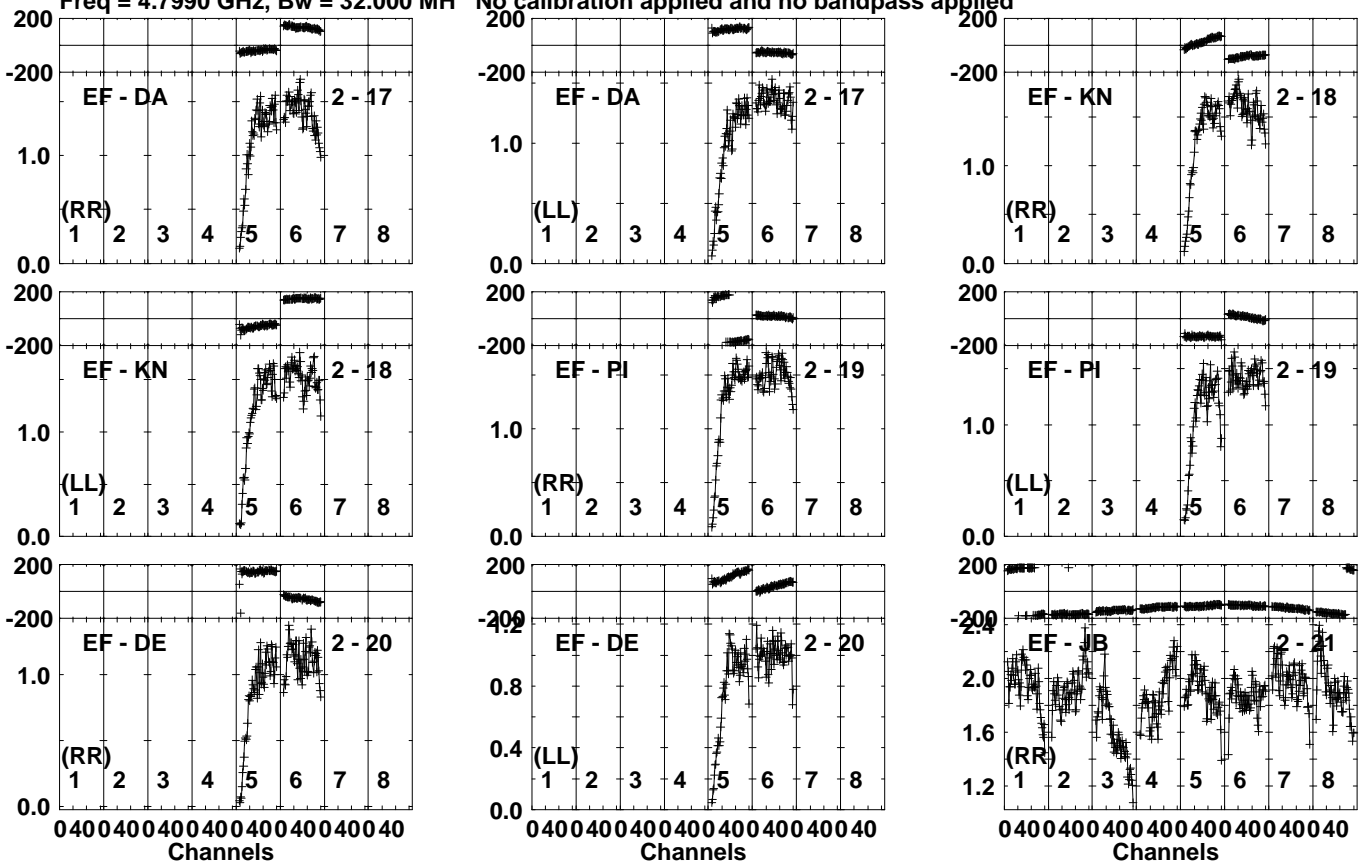 Freq = 4.7990 GHz, Bw = 32.000 MH No calibration applied and no bandpass applied
200 200 200
-200 -200 -200
EF - DA 2 - 17 EF - DA 2 - 17 EF - KN 2 - 18
1.0 1.0 1.0
(RR) (LL) (RR)
1 2 3 4 5 6 7 8 1 2 3 4 5 6 7 8 1 2 3 4 5 6 7 8
0.0 0.0 0.0
200 200 200
-200 -200 -200
EF - KN 2 - 18 EF - PI 2 - 19 EF - PI 2 - 19
1.0 1.0 1.0
(LL) (RR) (LL)
1 2 3 4 5 6 7 8 1 2 3 4 5 6 7 8 1 2 3 4 5 6 7 8
0.0 0.0 0.0
200 200 200
-200 -200 -200
1.2 2.4
EF - DE 2 - 20 EF - DE 2 - 20 EF - JB 2 - 21
1.0 0.8 2.0
1.6
(RR) 0.4 (LL) (RR)
1 2 3 4 5 6 7 8 1 2 3 4 5 6 7 8 1 2 3 4 5 6 7 8
1.2
0.0 0.0
0 40 0 40 0 40 0 40 0 40 0 40 0 40 0 40 0 40 0 40 0 40 0 40 0 40 0 40 0 40 0 40 0 40 0 40 0 40 0 40 0 40 0 40 0 40 0 40
Channels Channels Channels